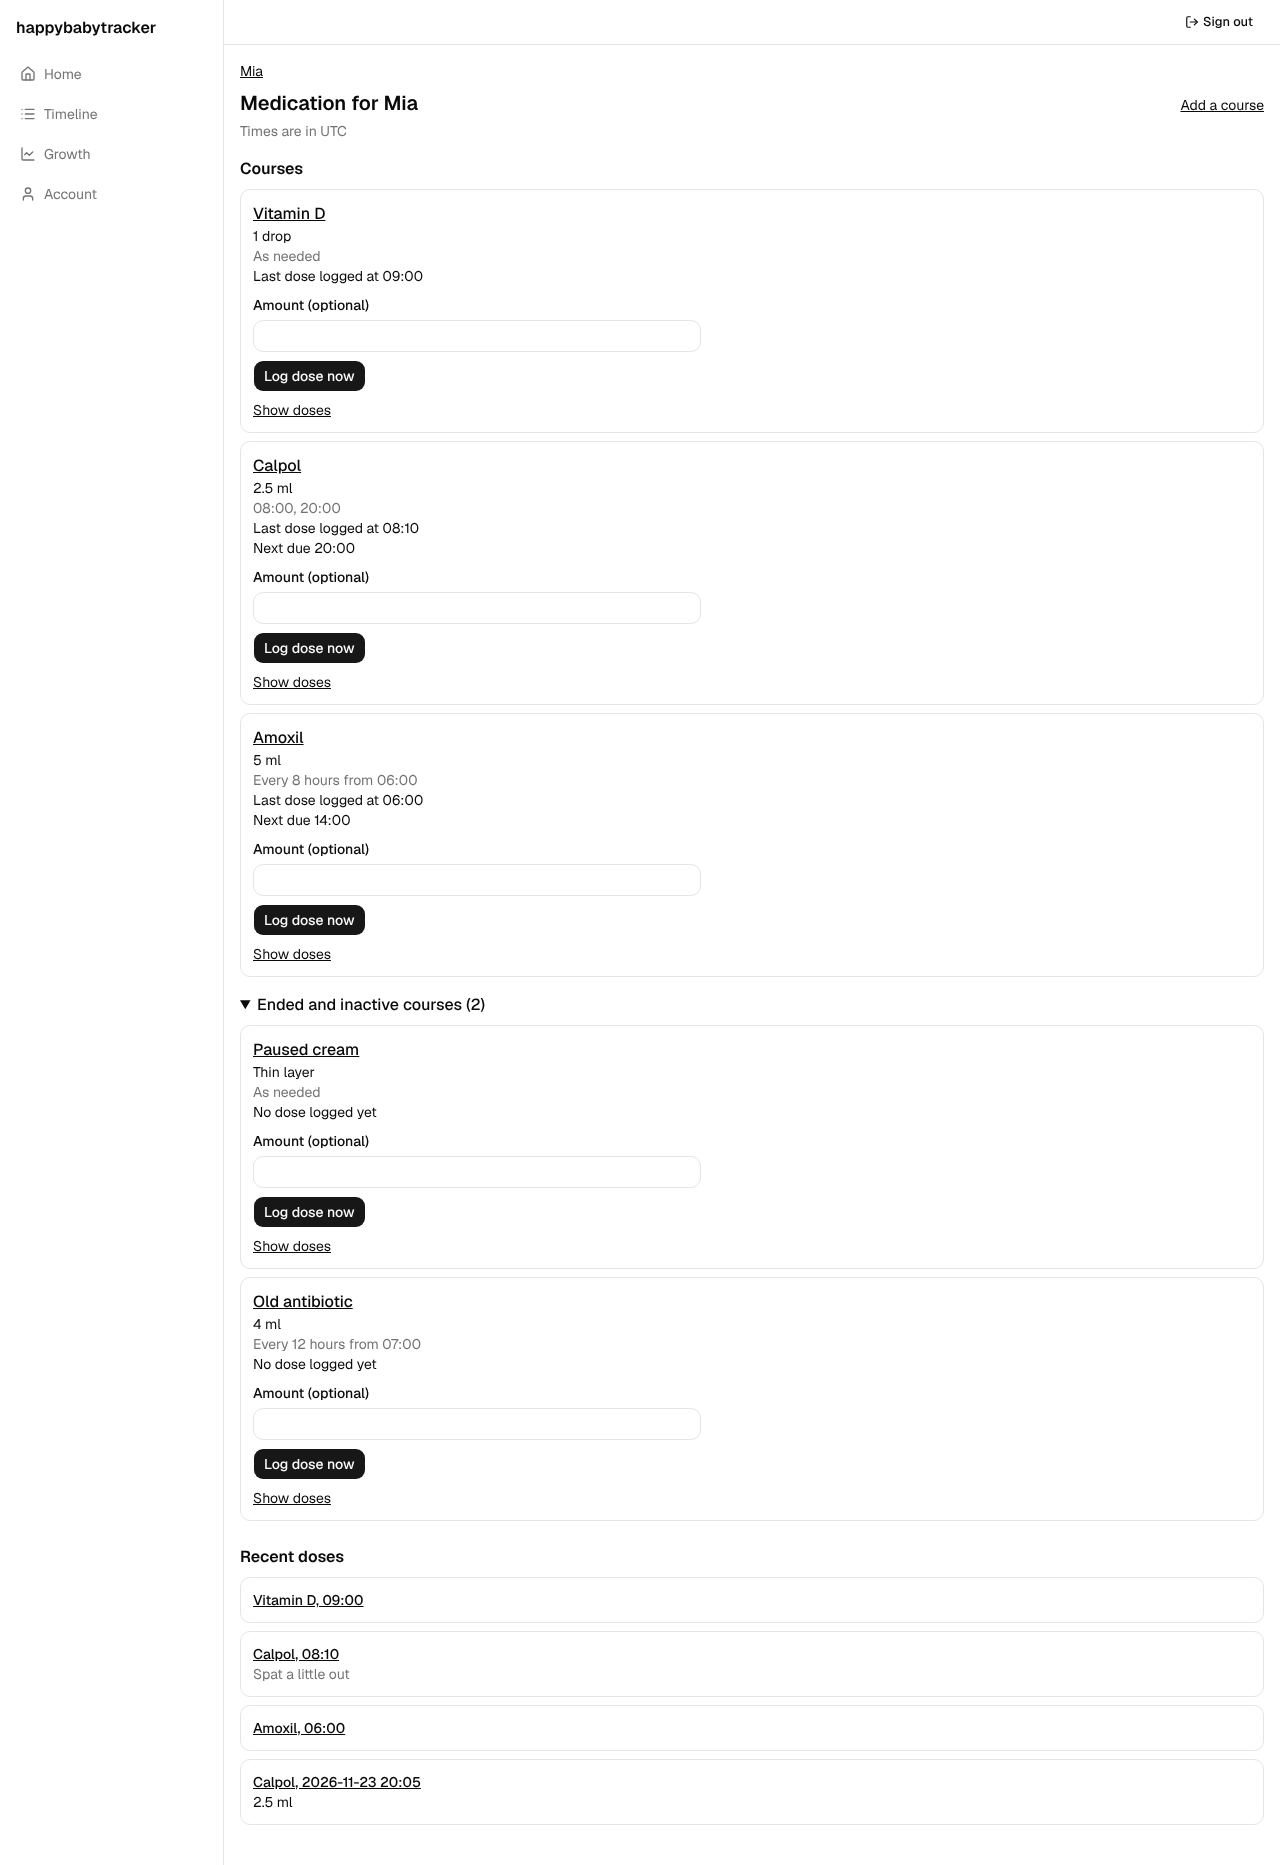 happybabytracker
Home
Timeline
Growth
Account
Sign out
Mia
Medication for Mia
Add a course
Times are in UTC
Courses
Vitamin D
1 drop
As needed
Last dose logged at 09:00
Amount (optional)
Log dose now
Show doses
Calpol
2.5 ml
08:00, 20:00
Last dose logged at 08:10
Next due 20:00
Amount (optional)
Log dose now
Show doses
Amoxil
5 ml
Every 8 hours from 06:00
Last dose logged at 06:00
Next due 14:00
Amount (optional)
Log dose now
Show doses
Ended and inactive courses (2)
Paused cream
Thin layer
As needed
No dose logged yet
Amount (optional)
Log dose now
Show doses
Old antibiotic
4 ml
Every 12 hours from 07:00
No dose logged yet
Amount (optional)
Log dose now
Show doses
Recent doses
Vitamin D, 09:00
Calpol, 08:10
Spat a little out
Amoxil, 06:00
Calpol, 2026-11-23 20:05
2.5 ml